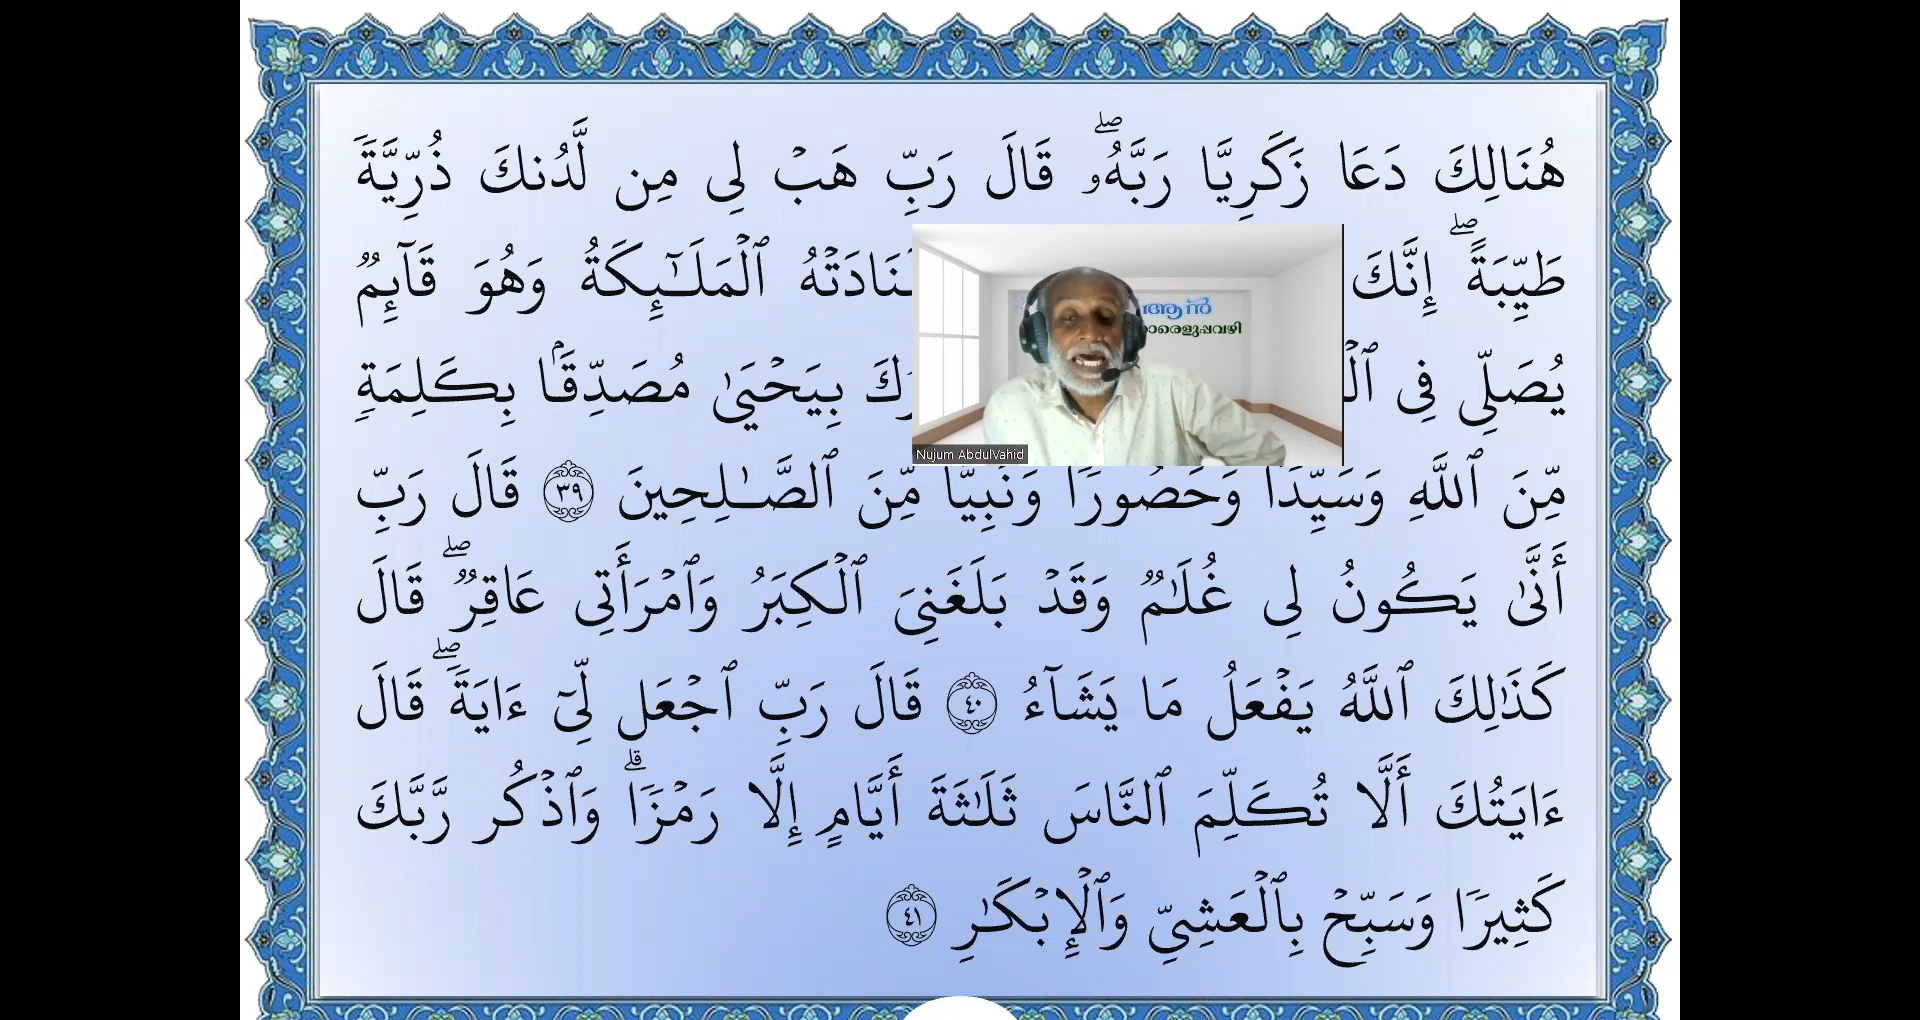 هُنَالِكَ دَعَا زَكَرِيَّا رَبَّهُۥۖ قَالَ رَبِّ هَبۡ لِي مِن لَّدُنكَ ذُرِّيَّةٗ
طَيِّبَةًۖ إِنَّكَ فَنَادَتۡهُ ٱلۡمَلَٰٓئِكَةُ وَهُوَ قَآئِمٞ
يُصَلِّي فِي بِيَحۡيَىٰ مُصَدِّقَۢا بِكَلِمَةٖ
مِّنَ ٱللَّهِ وَسَيِّدٗا وَحَصُورٗا وَنَبِيّٗا مِّنَ ٱلصَّٰلِحِينَ ٣٩ قَالَ رَبِّ
أَنَّىٰ يَكُونُ لِي غُلَٰمٞ وَقَدۡ بَلَغَنِيَ ٱلۡكِبَرُ وَٱمۡرَأَتِي عَاقِرٞۖ قَالَ
كَذَٰلِكَ ٱللَّهُ يَفۡعَلُ مَا يَشَآءُ ٤٠ قَالَ رَبِّ ٱجۡعَل لِّيٓ ءَايَةٗۖ قَالَ
ءَايَتُكَ أَلَّا تُكَلِّمَ ٱلنَّاسَ ثَلَٰثَةَ أَيَّامٍ إِلَّا رَمۡزٗاۗ وَٱذۡكُر رَّبَّكَ
كَثِيرٗا وَسَبِّحۡ بِٱلۡعَشِيِّ وَٱلۡإِبۡكَٰرِ ٤١
Nujum AbdulVahid